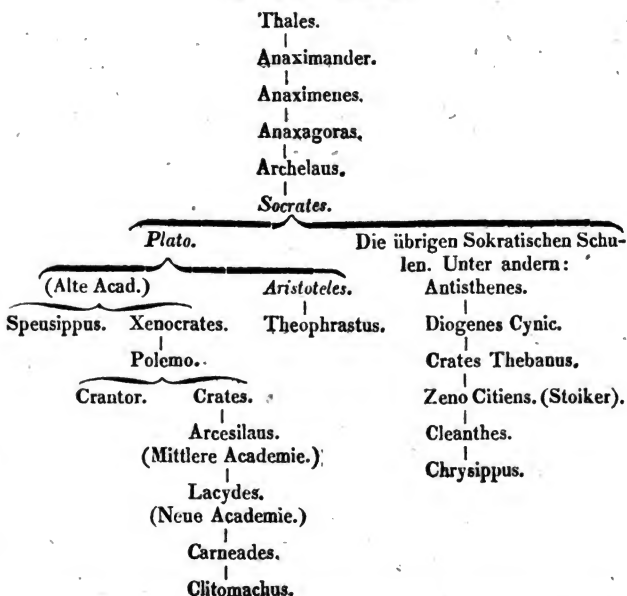 Thales.
Anaximander.
Anaximenes.
Anaxagoras.
Archelaus.
Socrates.
Plato. Die übrigen Sokratischen Schu-
len. Unter andern:
(Alte Acad.) Aristoteles. Antisthenes.
Speusippus. Xenocrates. Theophrastus. Diogenes Cynic.
Polemo. Crates Thebanus.
Crantor. Crates. Zeno Citiens. (Stoiker).
Arcesilaus. Cleanthes.
(Mittlere Academie.)
Lacydes. Chrysippus.
(Neue Academie.)
Carneades.
Clitomachus.